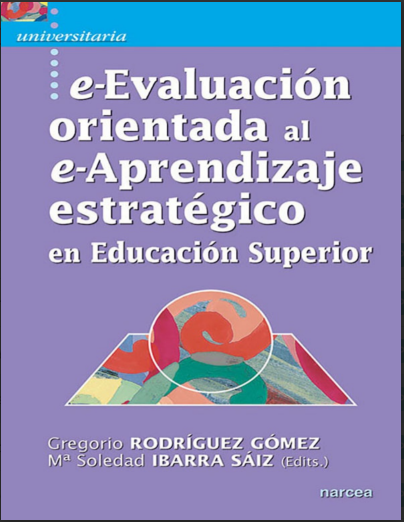 universitaria
e-Evaluación
orientada al
e-Aprendizaje
estratégico
en Educación Superior
Gregorio RODRÍGUEZ GÓMEZ
Mª Soledad IBARRA SÁIZ (Edits.)
narcea